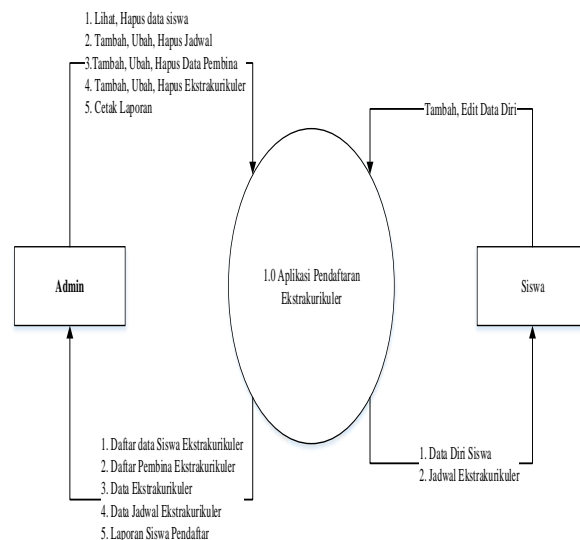 1. Lihat, Hapus data siswa
2. Tambah, Ubah, Hapus Jadwal
3.Tambah, Ubah, Hapus Data Pembina
4. Tambah, Ubah, Hapus Ekstrakurikuler
5. Cetak Laporan
Tambah, Edit Data Diri
Admin
1.0 Aplikasi Pendaftaran
Ekstrakurikuler
Siswa
1. Daftar data Siswa Ekstrakurikuler
2. Daftar Pembina Ekstrakurikuler
3. Data Ekstrakurikuler
4. Data Jadwal Ekstrakurikuler
5. Laporan Siswa Pendaftar
1. Data Diri Siswa
2. Jadwal Ekstrakurikuler